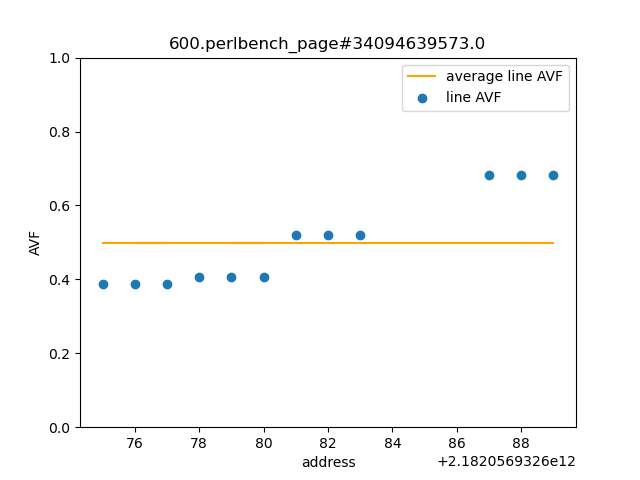 600.perlbench_page#34094639573.0
1.0
0.8
0.6
0.4
0.2
0.0
AVF
average line AVF
line AVF
76 78 80 82 84 86 88
address
+2.1820569326e12